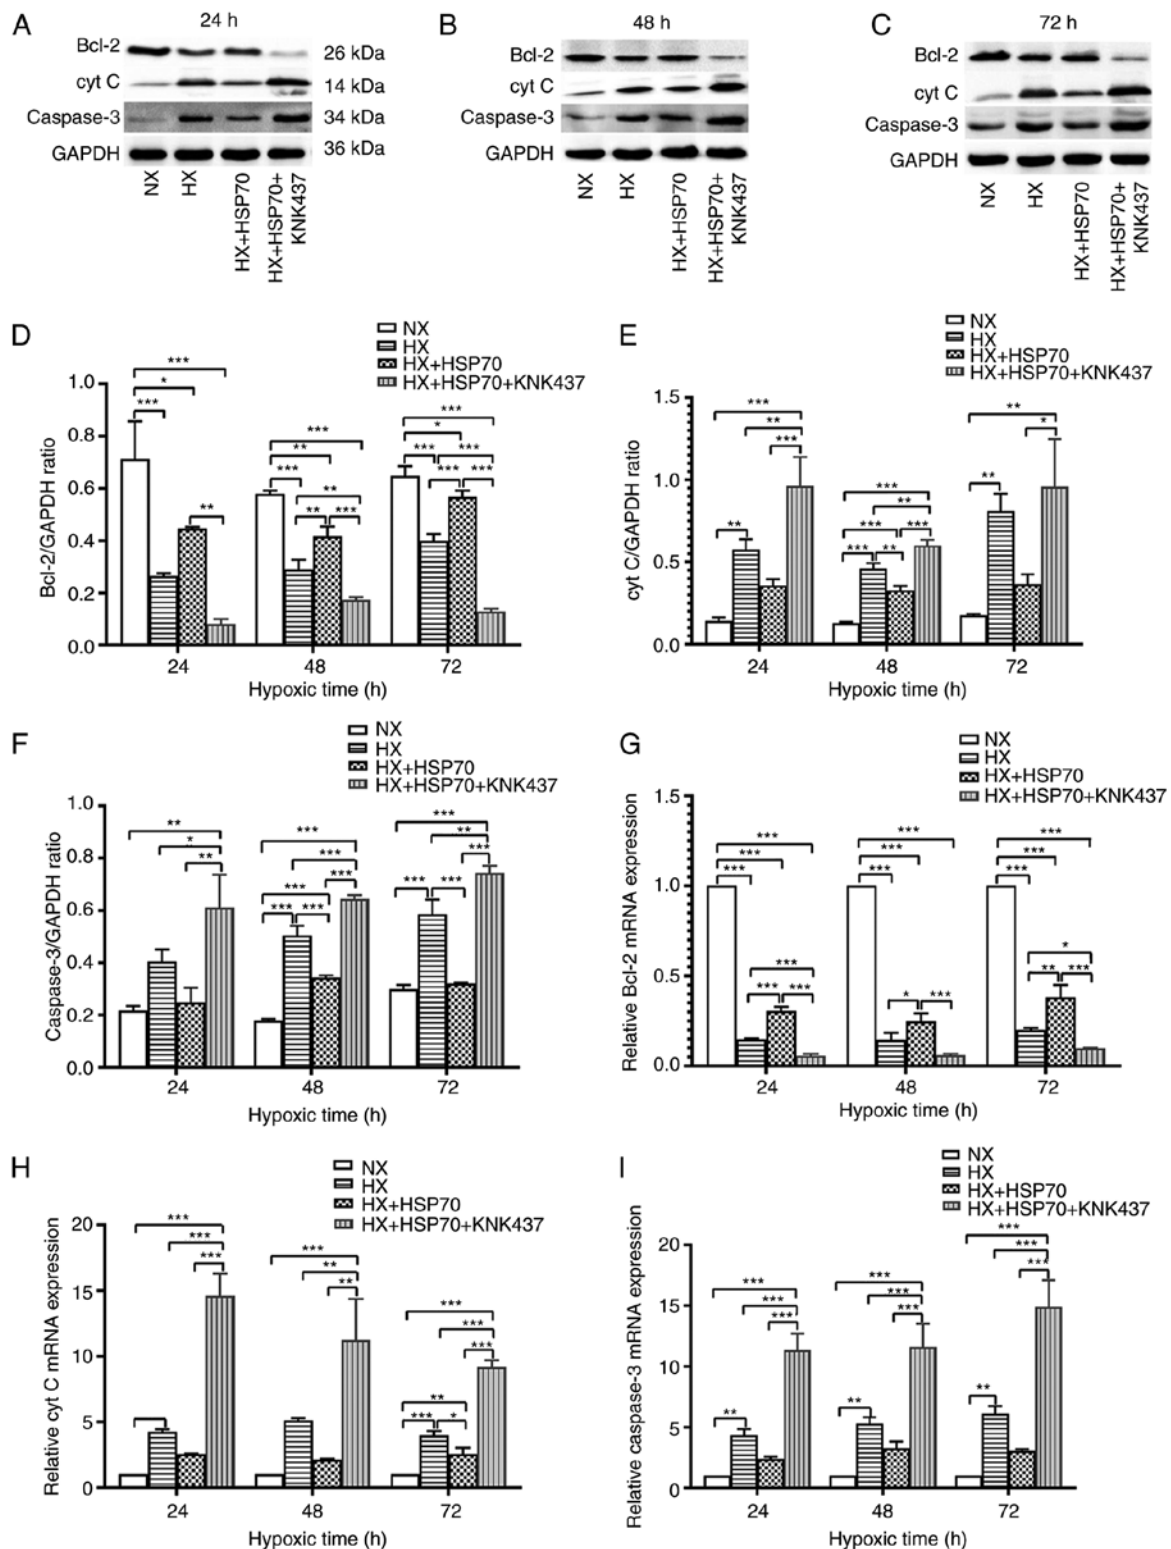 A
24 h
Bcl-2
26 kDa
cyt C
14 kDa
Caspase-3
34 kDa
GAPDH
36 kDa
NX
HX
HX+HSP70
HX+HSP70+
KNK437
B
48 h
Bcl-2
cyt C
Caspase-3
GAPDH
NX
HX
HX+HSP70
HX+HSP70+
KNK437
C
72 h
Bcl-2
cyt C
Caspase-3
GAPDH
NX
HX
HX+HSP70
HX+HSP70+
KNK437
D
NX
HX
HX+HSP70
HX+HSP70+KNK437
Bcl-2/GAPDH ratio
1.0
0.8
0.6
0.4
0.2
0.0
***
*
***
**
***
**
***
**
**
***
***
*
***
***
***
***
24
48
72
Hypoxic time (h)
E
NX
HX
HX+HSP70
HX+HSP70+KNK437
cyt C/GAPDH ratio
1.5
1.0
0.5
0.0
***
**
***
**
***
**
***
***
***
**
**
*
**
24
48
72
Hypoxic time (h)
F
NX
HX
HX+HSP70
HX+HSP70+KNK437
Caspase-3/GAPDH ratio
1.0
0.8
0.6
0.4
0.2
0.0
**
*
**
***
***
***
***
***
***
***
**
***
***
***
24
48
72
Hypoxic time (h)
G
NX
HX
HX+HSP70
HX+HSP70+KNK437
Relative Bcl-2 mRNA expression
1.5
1.0
0.5
0.0
***
***
***
***
***
***
***
***
***
*
***
***
***
***
*
**
***
24
48
72
Hypoxic time (h)
H
NX
HX
HX+HSP70
HX+HSP70+KNK437
Relative cyt C mRNA expression
20
15
10
5
0
***
***
***
***
**
**
***
***
***
**
***
*
24
48
72
Hypoxic time (h)
I
NX
HX
HX+HSP70
HX+HSP70+KNK437
Relative caspase-3 mRNA expression
20
15
10
5
0
***
***
***
**
***
***
***
**
***
***
***
**
24
48
72
Hypoxic time (h)